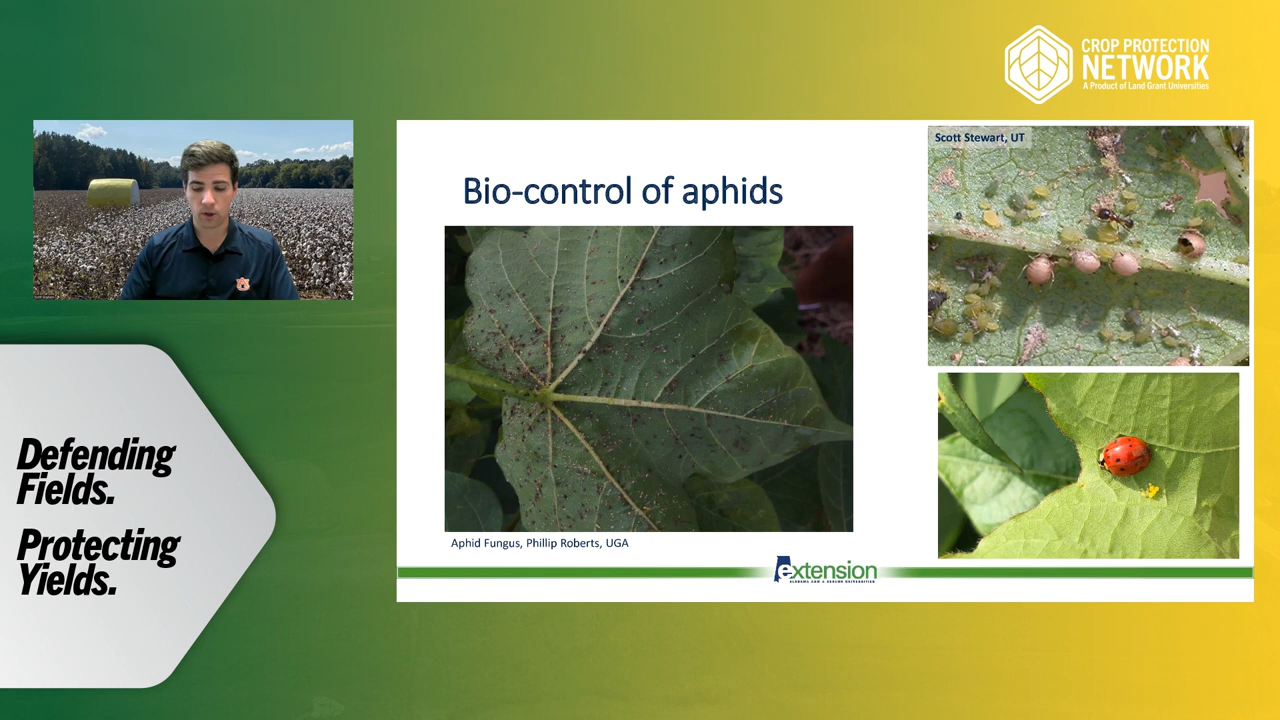 CROP PROTECTION
NETWORK
A Product of Land Grant Universities
Scott Stewart, UT
Bio-control of aphids
Defending
Fields.
Protecting
Yields.
Aphid Fungus, Phillip Roberts, UGA
extension
ALABAMA A&M & AUBURN UNIVERSITIES